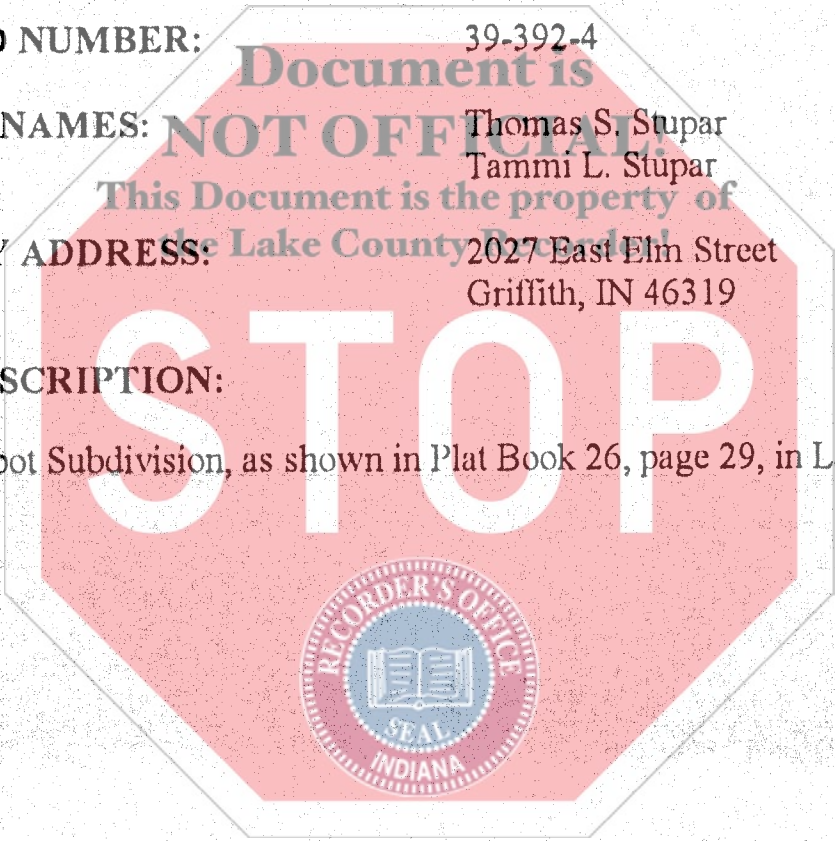 NUMBER: 39-392-4
Document is
NAMES: Thomas S. Stupar
NOT OFFICIAL!
Tammi L. Stupar
This Document is the property of
the Lake County Recorder!
ADDRESS: 2027 East Elm Street
Griffith, IN 46319
STOP
SCRIPTION:
oot Subdivision, as shown in Plat Book 26, page 29, in L
RECORDER'S OFFICE
SEAL
INDIANA